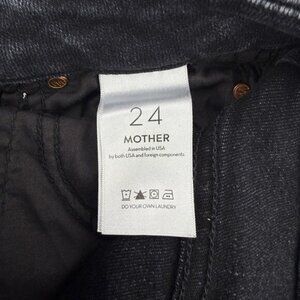 24
MOTHER
Assembled in USA
by both USA and foreign components
DO YOUR OWN LAUNDRY